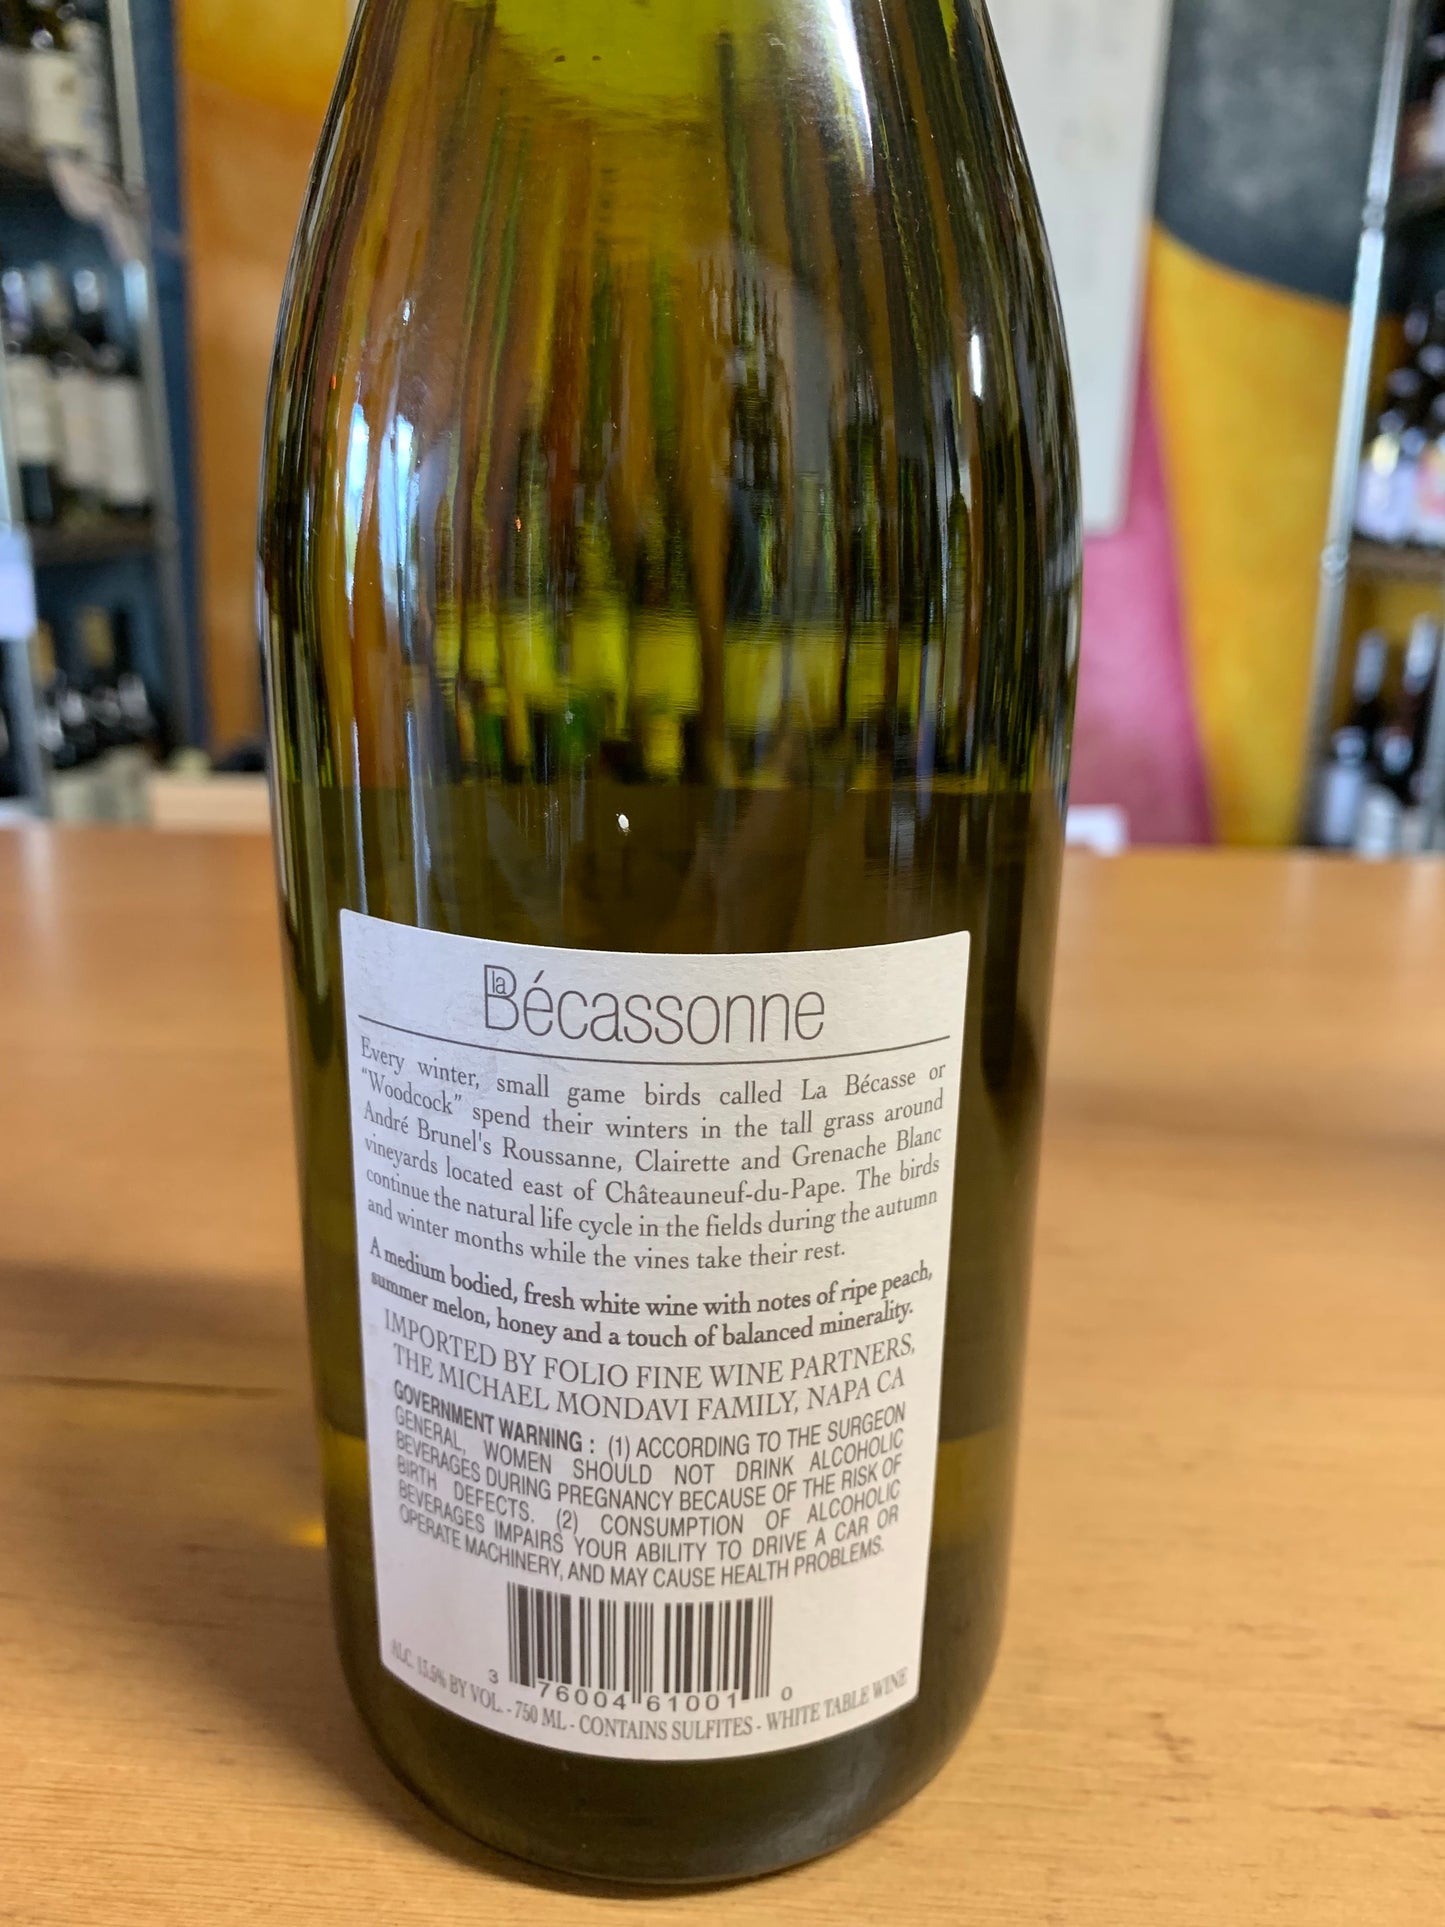 la Bécassonne
Every winter, small game birds called La Bécasse or
“Woodcock” spend their winters in the tall grass around
André Brunel's Roussanne, Clairette and Grenache Blanc
vineyards located east of Châteauneuf-du-Pape. The birds
continue the natural life cycle in the fields during the autumn
and winter months while the vines take their rest.
A medium bodied, fresh white wine with notes of ripe peach,
summer melon, honey and a touch of balanced minerality.
IMPORTED BY FOLIO FINE WINE PARTNERS,
THE MICHAEL MONDAVI FAMILY, NAPA CA
GOVERNMENT WARNING : (1) ACCORDING TO THE SURGEON
GENERAL, WOMEN SHOULD NOT DRINK ALCOHOLIC
BEVERAGES DURING PREGNANCY BECAUSE OF THE RISK OF
BIRTH DEFECTS. (2) CONSUMPTION OF ALCOHOLIC
BEVERAGES IMPAIRS YOUR ABILITY TO DRIVE A CAR OR
OPERATE MACHINERY, AND MAY CAUSE HEALTH PROBLEMS.
3 76004 61001 0
ALC. 13.5% BY VOL. - 750 ML - CONTAINS SULFITES - WHITE TABLE WINE